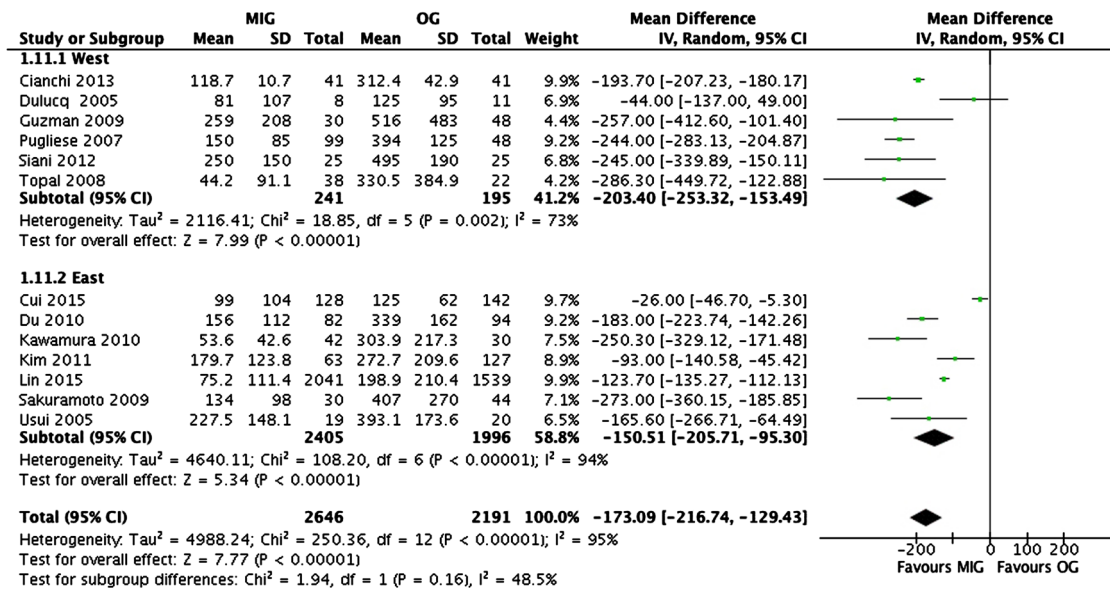 MIG OG Mean Difference Mean Difference
Study or Subgroup Mean SD Total Mean SD Total Weight IV, Random, 95% CI IV, Random, 95% CI
1.11.1 West
Cianchi 2013 118.7 10.7 41 312.4 42.9 41 9.9% −193.70 [−207.23, −180.17]
Dulucq 2005 81 107 8 125 95 11 6.9% −44.00 [−137.00, 49.00]
Guzman 2009 259 208 30 516 483 48 4.4% −257.00 [−412.60, −101.40]
Pugliese 2007 150 85 99 394 125 48 9.2% −244.00 [−283.13, −204.87]
Siani 2012 250 150 25 495 190 25 6.8% −245.00 [−339.89, −150.11]
Topal 2008 44.2 91.1 38 330.5 384.9 22 4.2% −286.30 [−449.72, −122.88]
Subtotal (95% CI) 241 195 41.2% −203.40 [−253.32, −153.49]
Heterogeneity: Tau² = 2116.41; Chi² = 18.85, df = 5 (P = 0.002); I² = 73%
Test for overall effect: Z = 7.99 (P < 0.00001)
1.11.2 East
Cui 2015 99 104 128 125 62 142 9.7% −26.00 [−46.70, −5.30]
Du 2010 156 112 82 339 162 94 9.2% −183.00 [−223.74, −142.26]
Kawamura 2010 53.6 42.6 42 303.9 217.3 30 7.5% −250.30 [−329.12, −171.48]
Kim 2011 179.7 123.8 63 272.7 209.6 127 8.9% −93.00 [−140.58, −45.42]
Lin 2015 75.2 111.4 2041 198.9 210.4 1539 9.9% −123.70 [−135.27, −112.13]
Sakuramoto 2009 134 98 30 407 270 44 7.1% −273.00 [−360.15, −185.85]
Usui 2005 227.5 148.1 19 393.1 173.6 20 6.5% −165.60 [−266.71, −64.49]
Subtotal (95% CI) 2405 1996 58.8% −150.51 [−205.71, −95.30]
Heterogeneity: Tau² = 4640.11; Chi² = 108.20, df = 6 (P < 0.00001); I² = 94%
Test for overall effect: Z = 5.34 (P < 0.00001)
Total (95% CI) 2646 2191 100.0% −173.09 [−216.74, −129.43]
Heterogeneity: Tau² = 4988.24; Chi² = 250.36, df = 12 (P < 0.00001); I² = 95%
Test for overall effect: Z = 7.77 (P < 0.00001)
Test for subgroup differences: Chi² = 1.94, df = 1 (P = 0.16), I² = 48.5%
−200 0 100 200
Favours MIG Favours OG